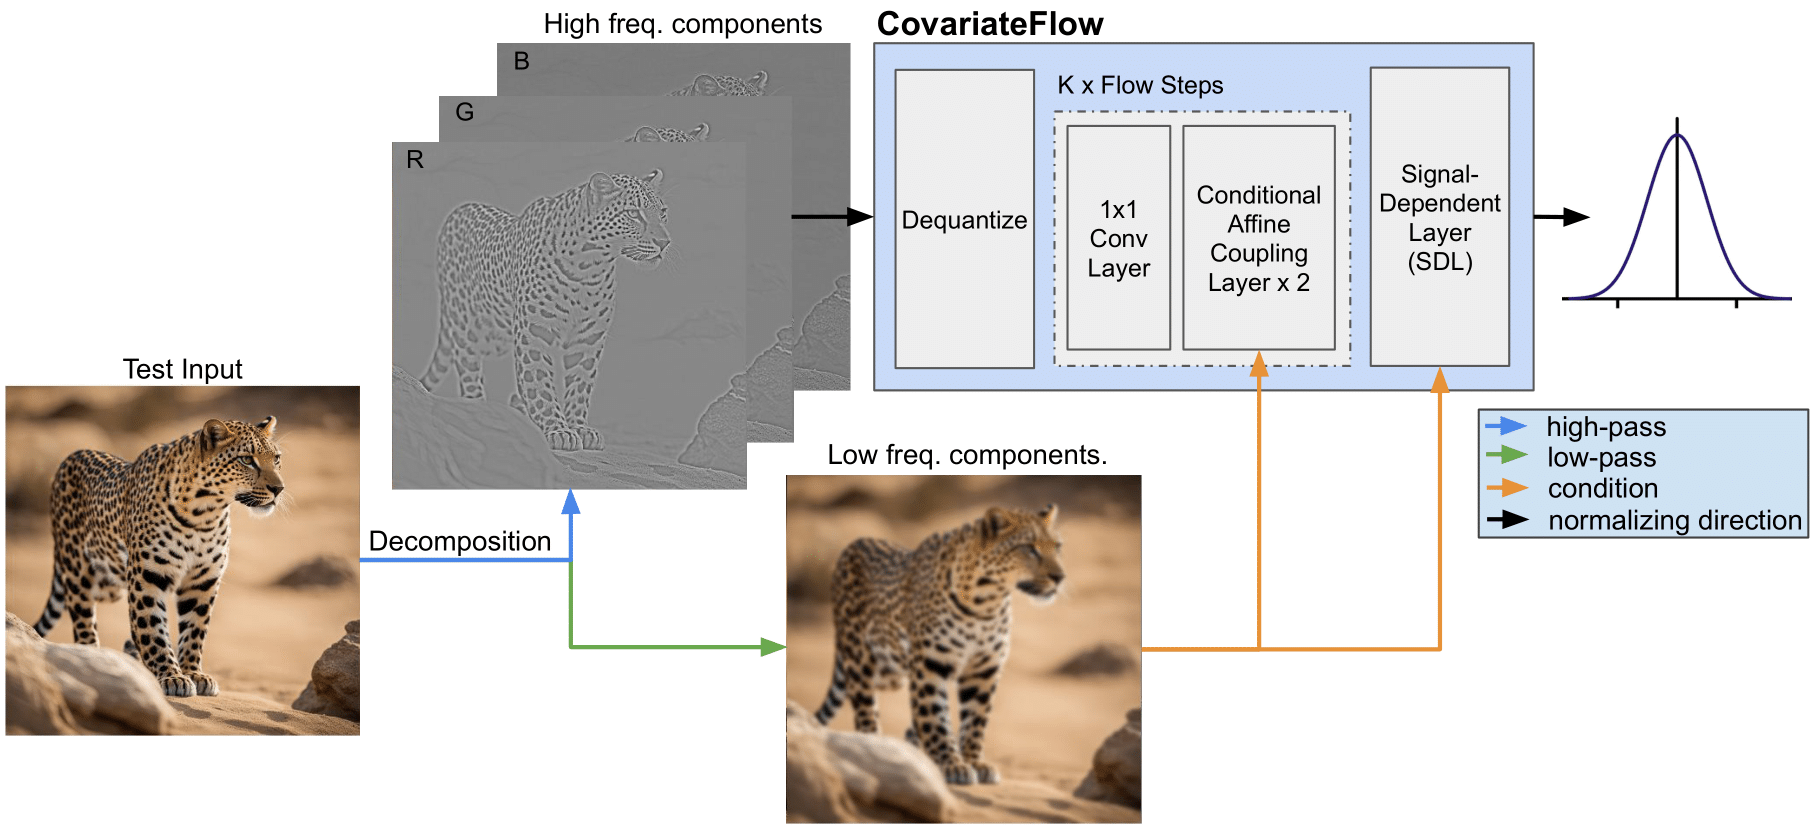 High freq. components
CovariateFlow
B
G
R
Dequantize
K x Flow Steps
1x1
Conv
Layer
Conditional
Affine
Coupling
Layer x 2
Signal-
Dependent
Layer
(SDL)
Test Input
Decomposition
Low freq. components.
high-pass
low-pass
condition
normalizing direction